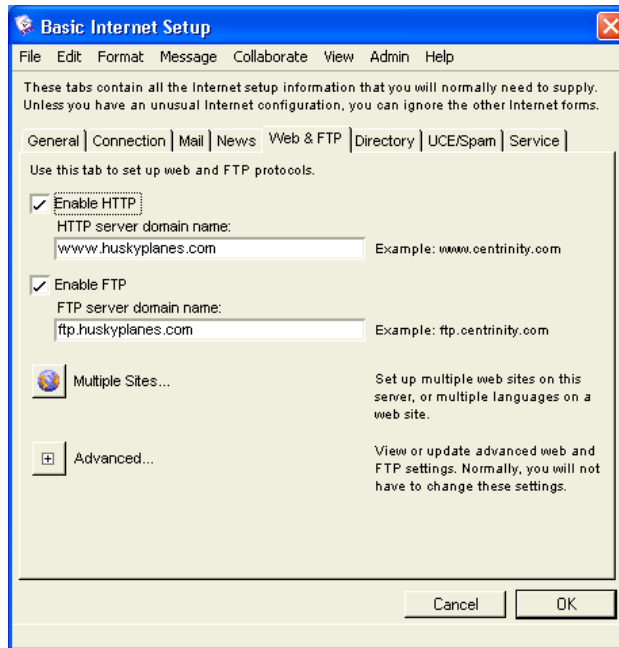 Basic Internet Setup
File Edit Format Message Collaborate View Admin Help
These tabs contain all the Internet setup information that you will normally need to supply.
Unless you have an unusual Internet configuration, you can ignore the other Internet forms.
General Connection Mail News Web & FTP Directory UCE/Spam Service
Use this tab to set up web and FTP protocols.
Enable HTTP
HTTP server domain name:
www.huskyplanes.com Example: www.centrinity.com
Enable FTP
FTP server domain name:
ftp.huskyplanes.com Example: ftp.centrinity.com
Multiple Sites... Set up multiple web sites on this
server, or multiple languages on a
web site.
Advanced... View or update advanced web and
FTP settings. Normally, you will not
have to change these settings.
Cancel OK